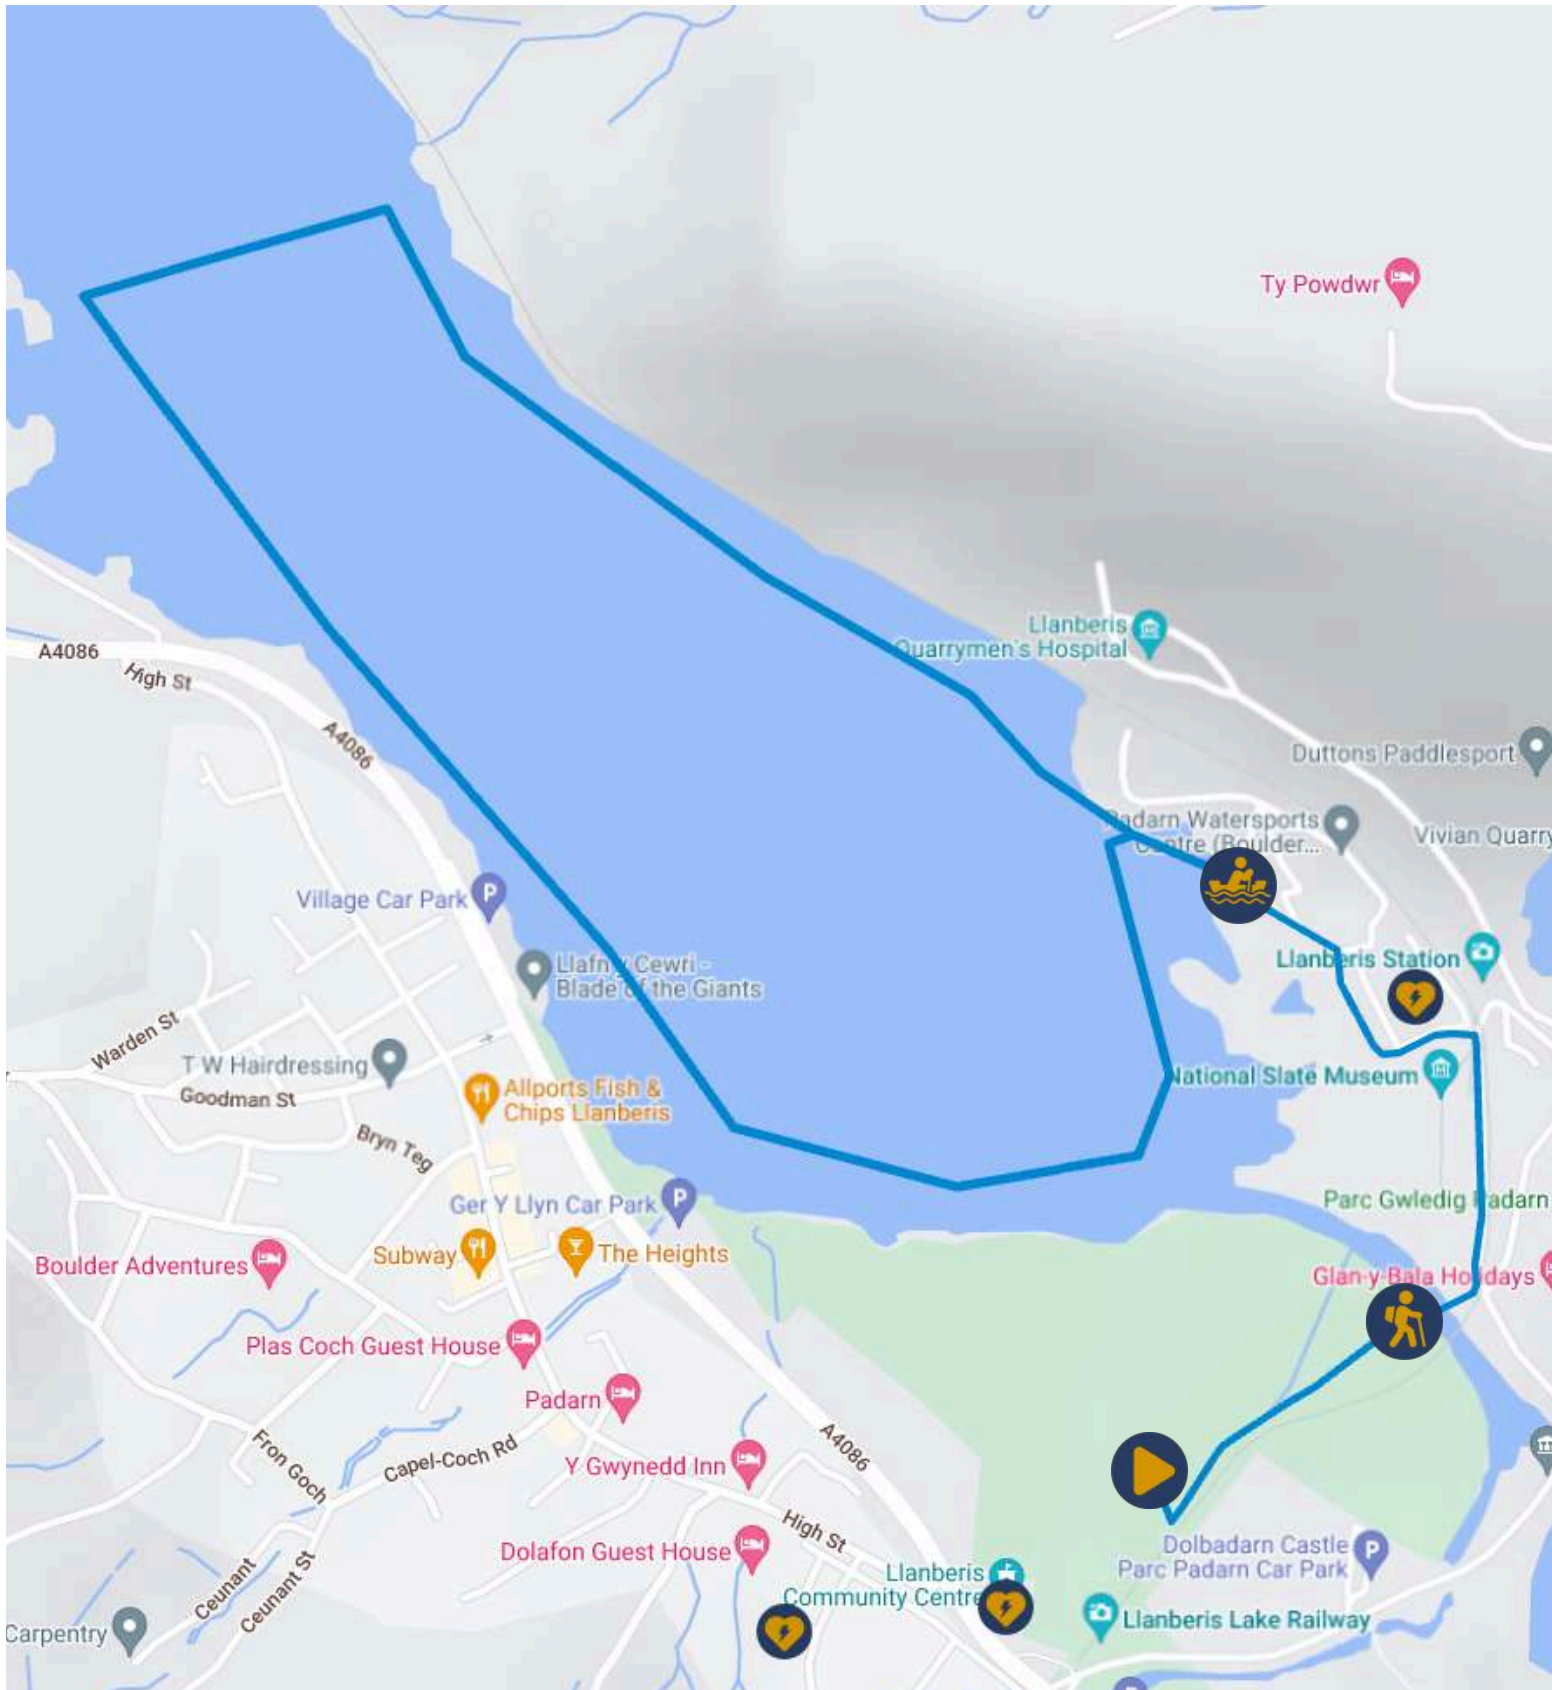 Ty Powdwr
Llanberis
Quarrymen's Hospital
A4086
High St
A4086
Duttons Paddlesport
Padarn Watersports
Centre (Boulder...
Vivian Quarry
Village Car Park
P
Llafn y Cewri -
Blade of the Giants
Llanberis Station
Warden St
T W Hairdressing
Goodman St
National Slate Museum
Allports Fish &
Chips Llanberis
Bryn Teg
Ger Y Llyn Car Park
P
Parc Gwledig Padarn
Boulder Adventures
Subway
The Heights
Glan-y-Bala Holidays
Plas Coch Guest House
Padarn
A4086
Fron Goch
Capel-Coch Rd
Y Gwynedd Inn
High St
Dolafon Guest House
Dolbadarn Castle
Parc Padarn Car Park
P
Llanberis
Community Centre
Ceunant
Ceunant St
Carpentry
Llanberis Lake Railway
P